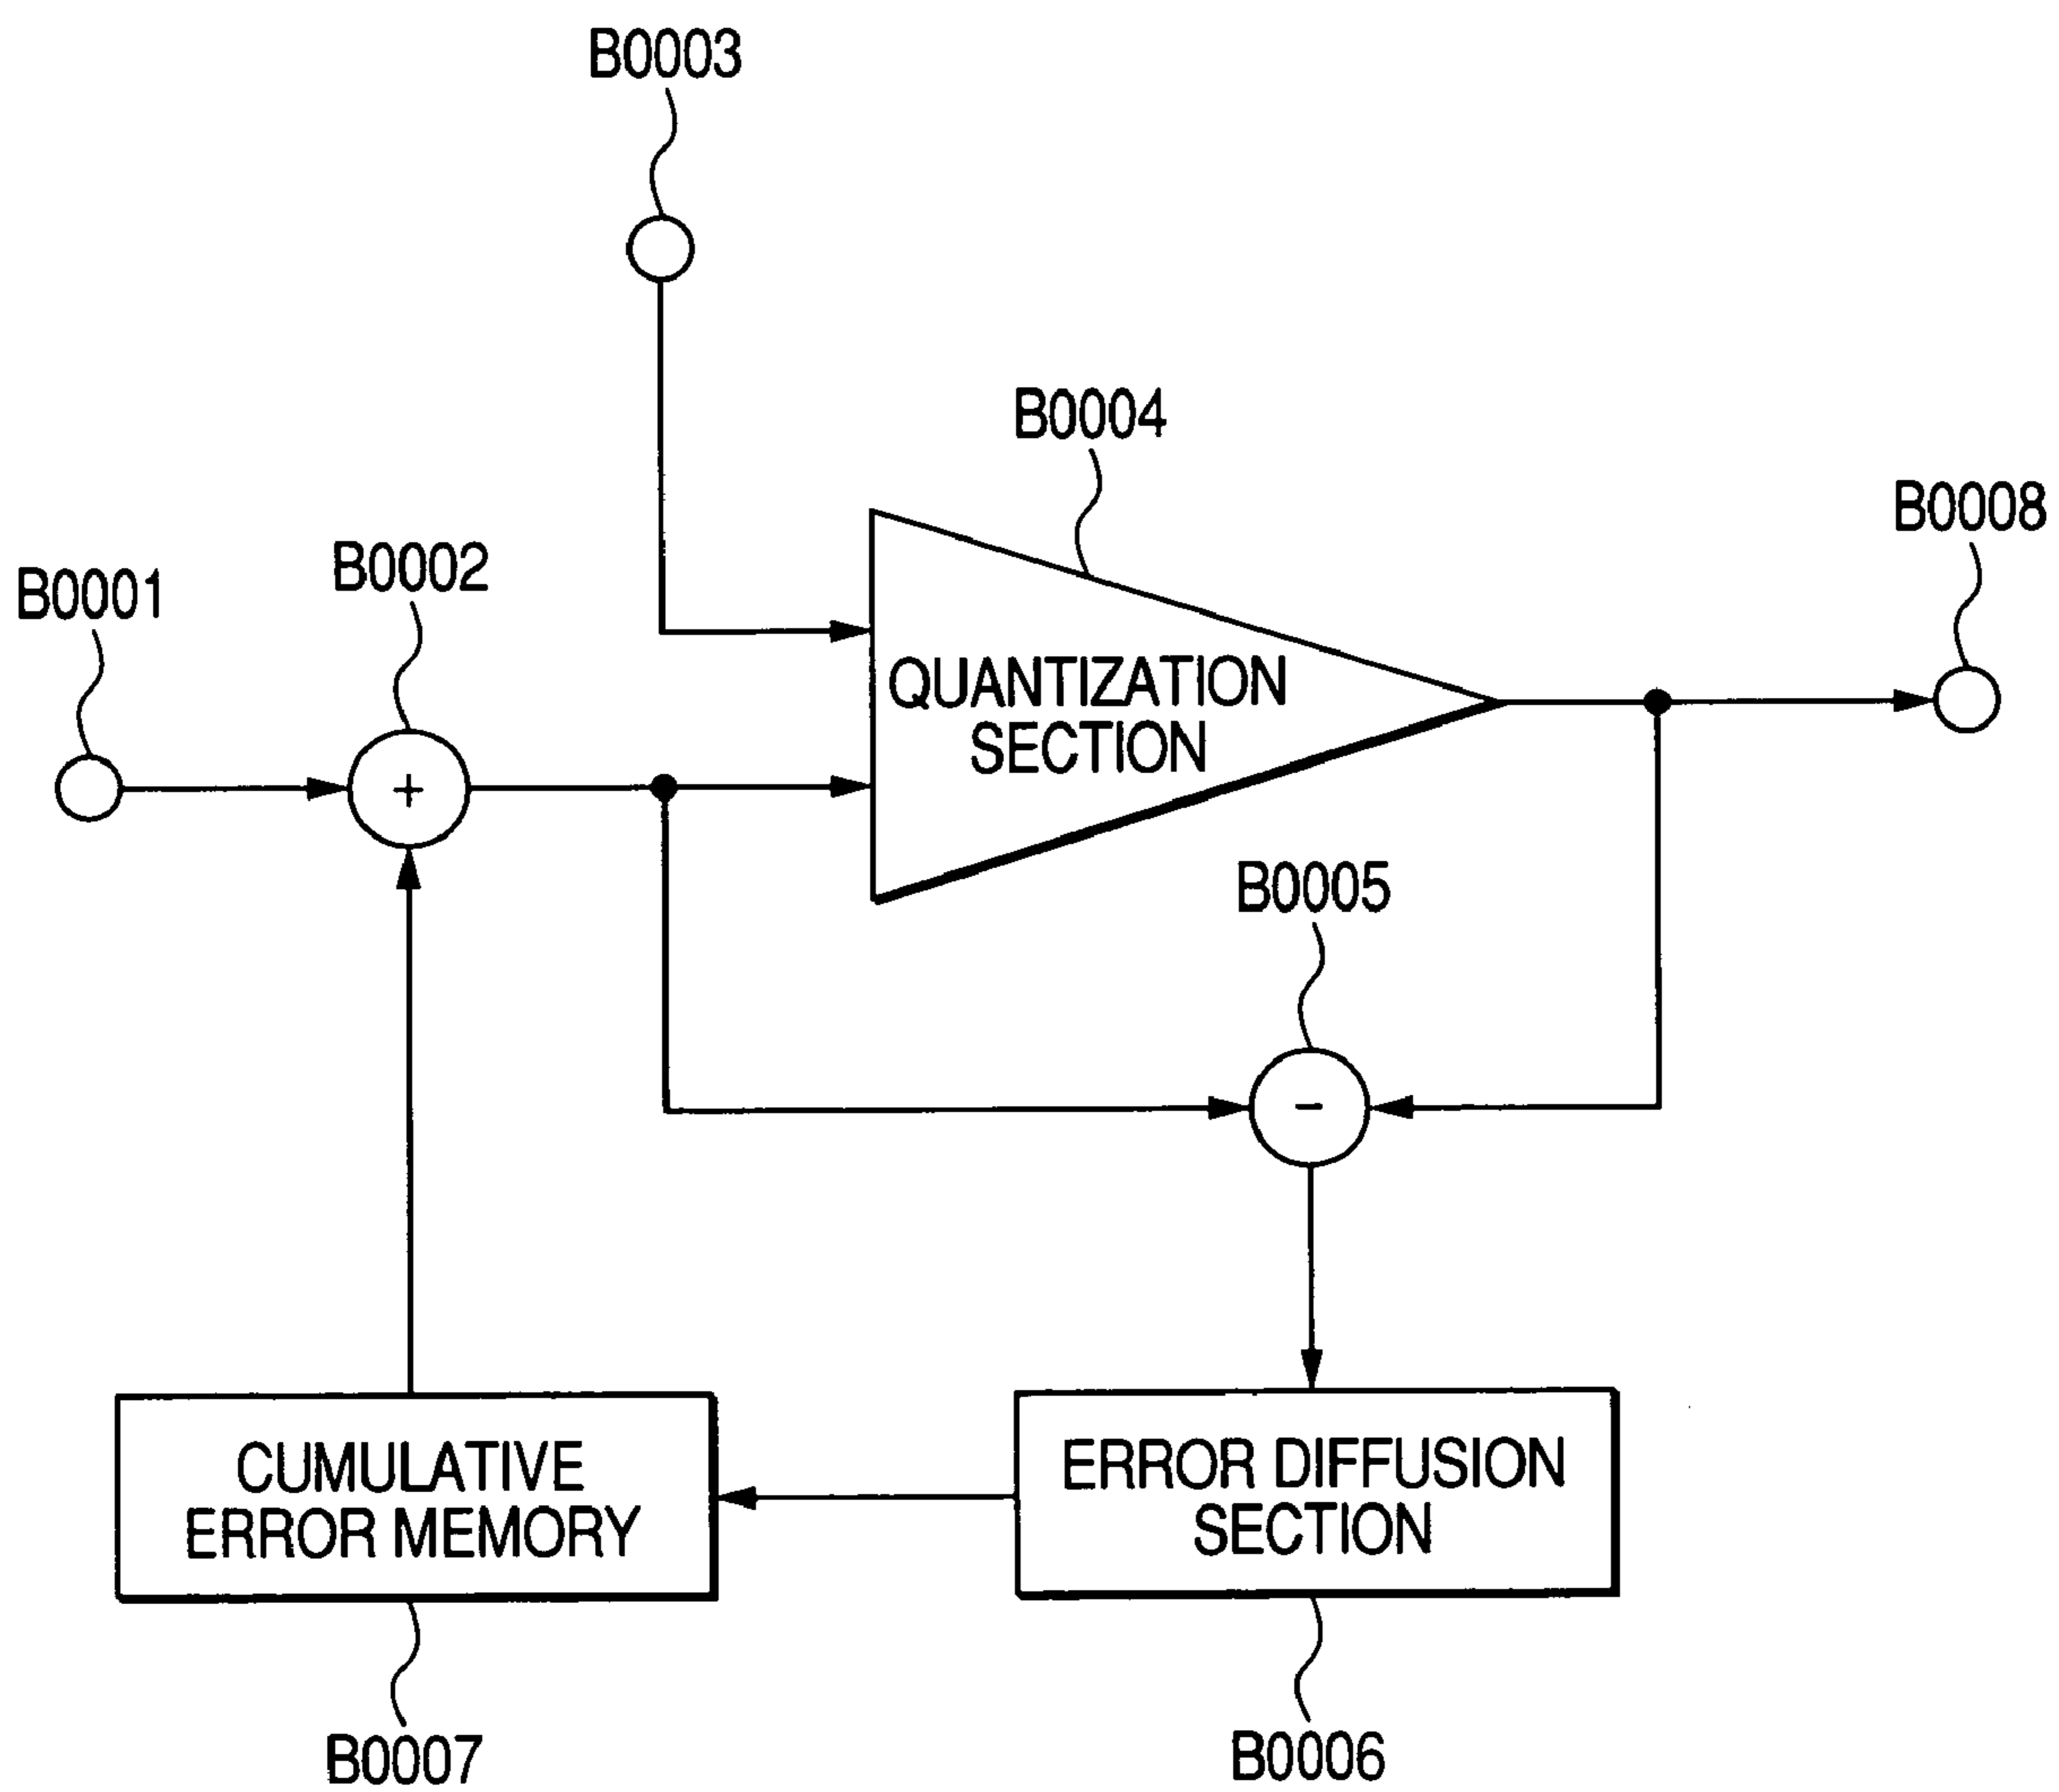 B0003
B0004
B0008
B0002
B0001
QUANTIZATION
SECTION
+
B0005
-
CUMULATIVE
ERROR MEMORY
ERROR DIFFUSION
SECTION
B0007
B0006